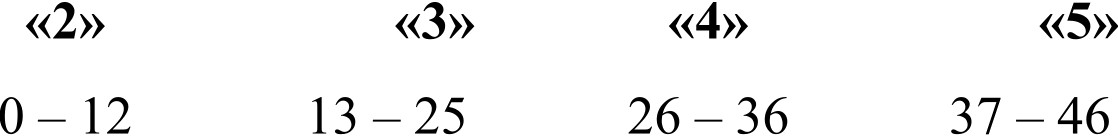 «2» «3» «4» «5»
0 – 12 13 – 25 26 – 36 37 – 46